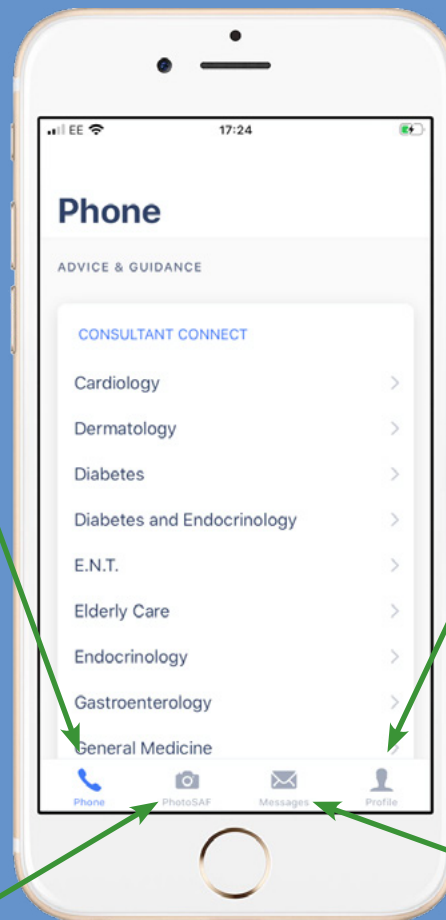 EE 17:24
Phone
ADVICE & GUIDANCE
CONSULTANT CONNECT
Cardiology
Dermatology
Diabetes
Diabetes and Endocrinology
E.N.T.
Elderly Care
Endocrinology
Gastroenterology
General Medicine
Phone PhotoSAF Messages Profile